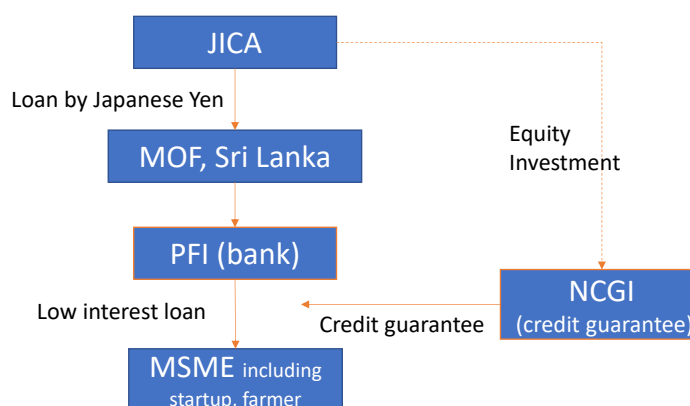 JICA
Loan by Japanese Yen
Equity
Investment
MOF, Sri Lanka
PFI (bank)
Low interest loan
Credit guarantee
NCGI
(credit guarantee)
MSME including
startup, farmer